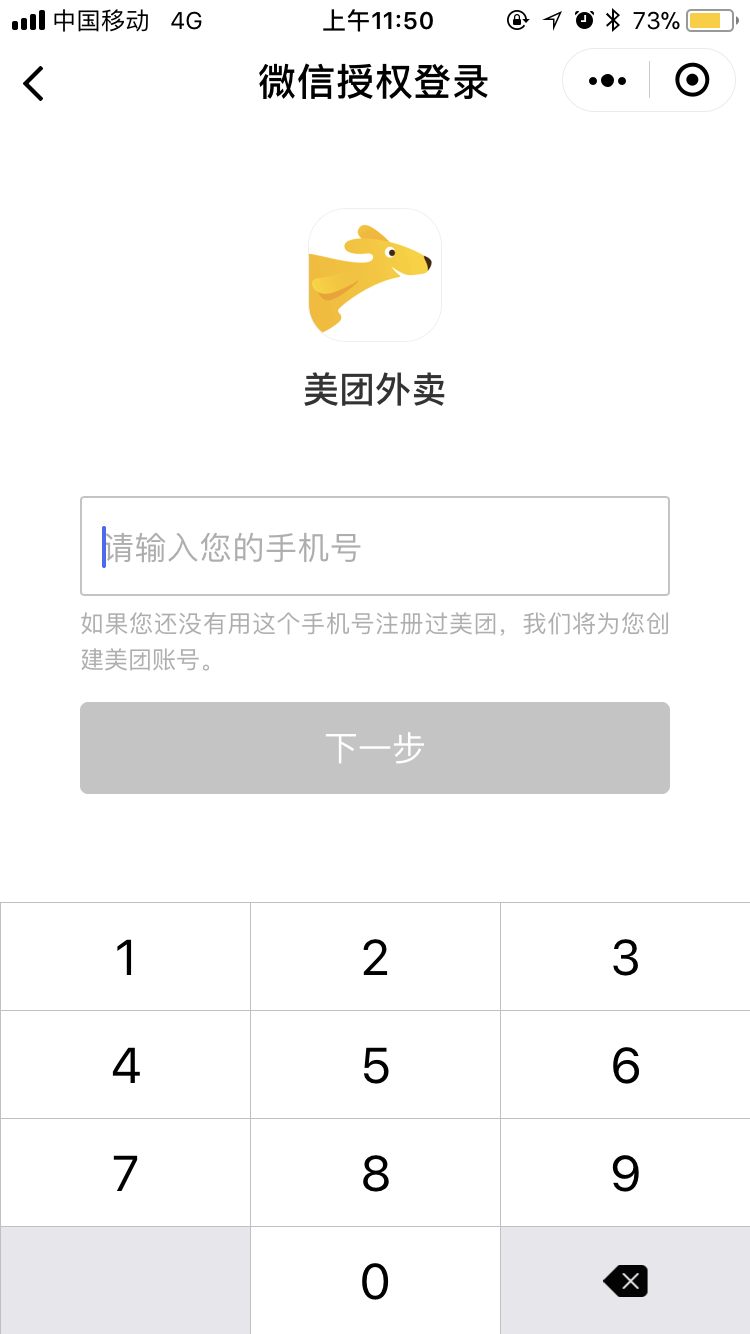 中国移动 4G 上午11:50 73%
微信授权登录
美团外卖
请输入您的手机号
如果您还没有用这个手机号注册过美团，我们将为您创
建美团账号。
下一步
1 2 3
4 5 6
7 8 9
0